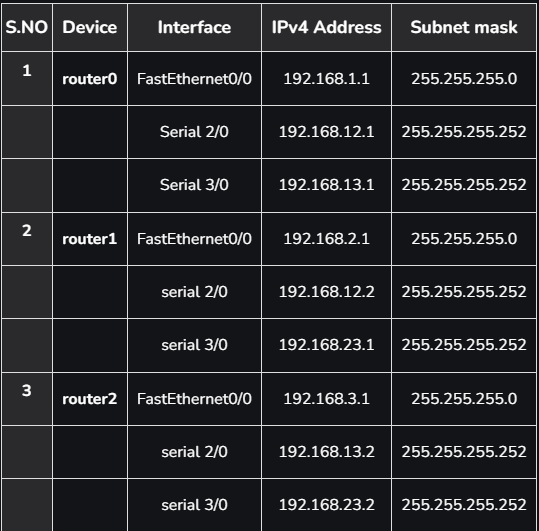 S.NO Device Interface IPv4 Address Subnet mask
1 router0 FastEthernet0/0 192.168.1.1 255.255.255.0
Serial 2/0 192.168.12.1 255.255.255.252
Serial 3/0 192.168.13.1 255.255.255.252
2 router1 FastEthernet0/0 192.168.2.1 255.255.255.0
serial 2/0 192.168.12.2 255.255.255.252
serial 3/0 192.168.23.1 255.255.255.252
3 router2 FastEthernet0/0 192.168.3.1 255.255.255.0
serial 2/0 192.168.13.2 255.255.255.252
serial 3/0 192.168.23.2 255.255.255.252